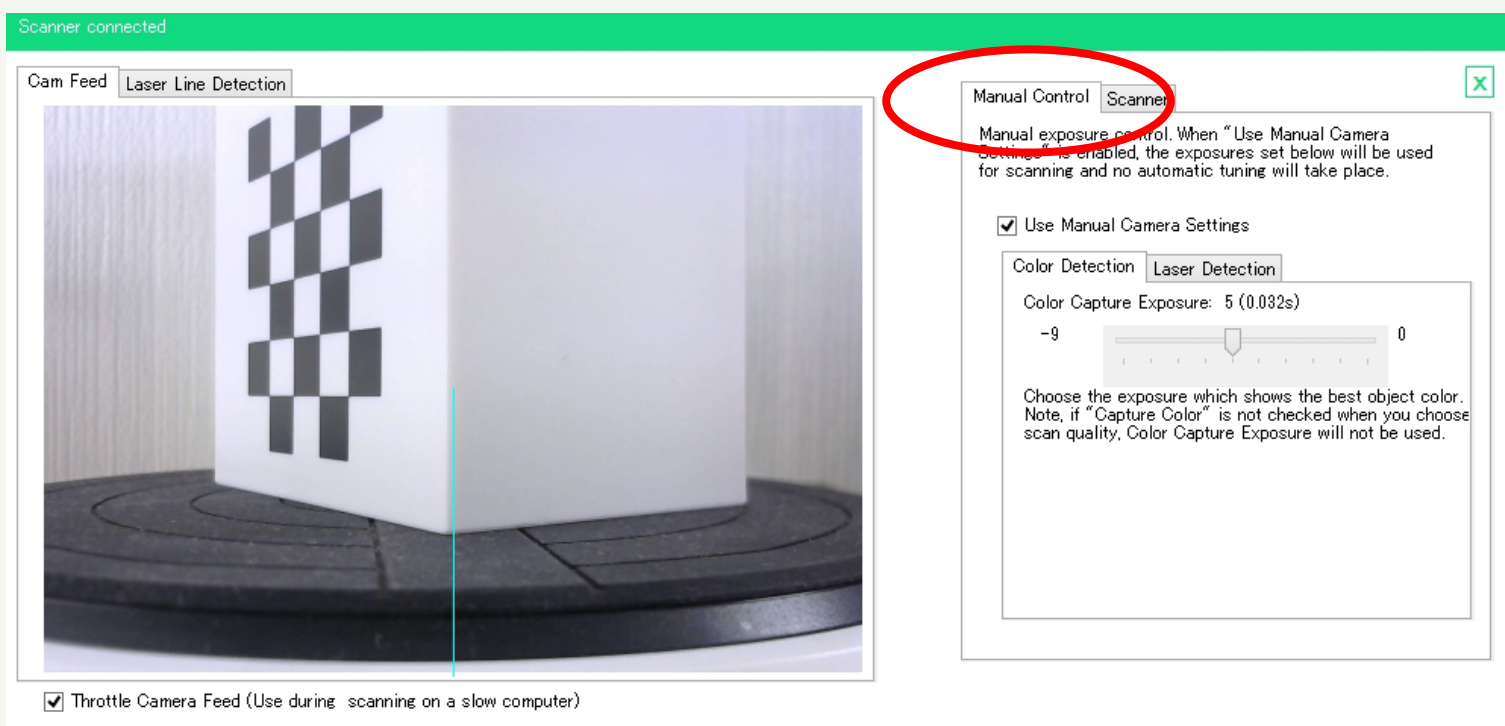 Scanner connected
Cam Feed
Laser Line Detection
Manual Control
Scanner
Manual exposure control. When "Use Manual Camera
Settings" is enabled, the exposures set below will be used
for scanning and no automatic tuning will take place.
Use Manual Camera Settings
Color Detection
Laser Detection
Color Capture Exposure: 5 (0.032s)
-9
0
Choose the exposure which shows the best object color.
Note, if "Capture Color" is not checked when you choose
scan quality, Color Capture Exposure will not be used.
Throttle Camera Feed (Use during scanning on a slow computer)
X